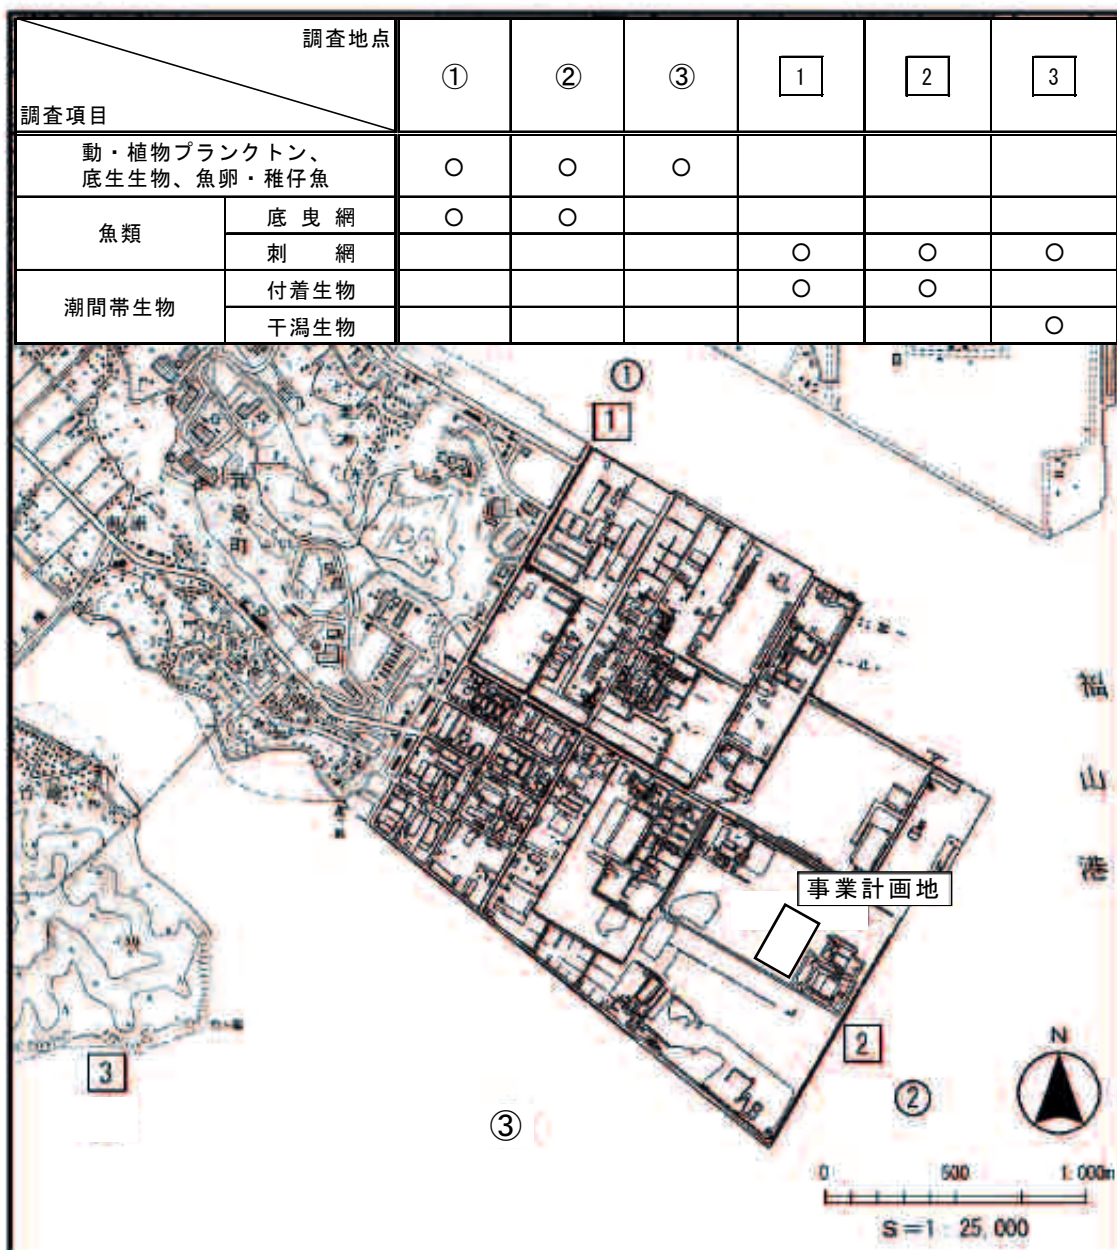 調査地点
調査項目
① ② ③ 1 2 3
動・植物プランクトン、
底生生物、魚卵・稚仔魚
○ ○ ○
魚類
底曳網
○ ○
刺網
○ ○ ○
潮間帯生物
付着生物
○ ○
干潟生物
○
①
1
福山港
事業計画地
2
3
②
③
N
0 500 1,000m
S=1:25,000